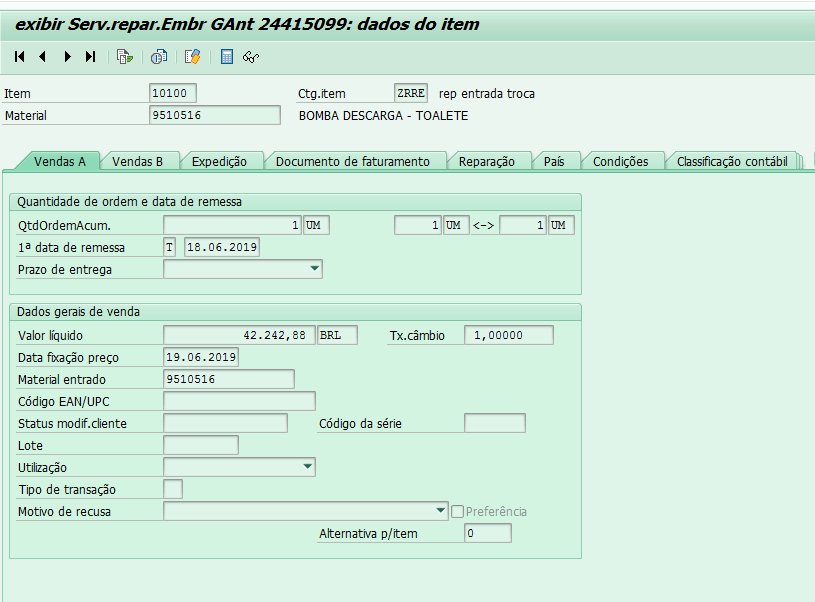 exibir Serv.repar.Embr GAnt 24415099: dados do item
Item 10100 Ctg.item ZRRE rep entrada troca
Material 9510516 BOMBA DESCARGA - TOALETE
Vendas A Vendas B Expedição Documento de faturamento Reparação País Condições Classificação contábil
Quantidade de ordem e data de remessa
QtdOrdemAcum. 1 UM 1 UM <-> 1 UM
1ª data de remessa T 18.06.2019
Prazo de entrega
Dados gerais de venda
Valor líquido 42.242,88 BRL Tx.câmbio 1,00000
Data fixação preço 19.06.2019
Material entrado 9510516
Código EAN/UPC
Status modif.cliente Código da série
Lote
Utilização
Tipo de transação
Motivo de recusa Preferência
Alternativa p/item 0